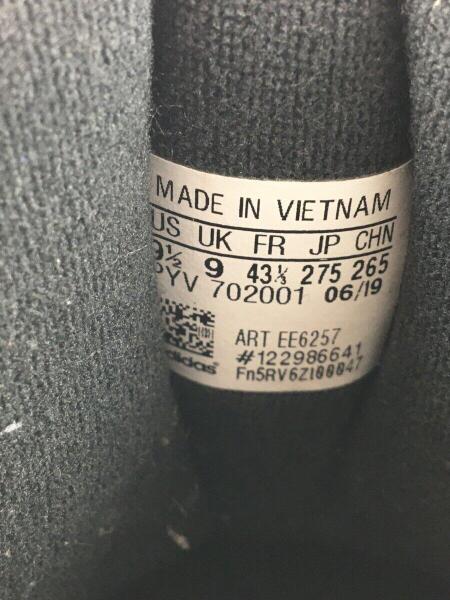 MADE IN VIETNAM
US UK FR JP CHN
9½ 9 43⅓ 275 265
PYV 702001 06/19
ART EE6257
#122986641
adidas Fn5RV6Zl00047